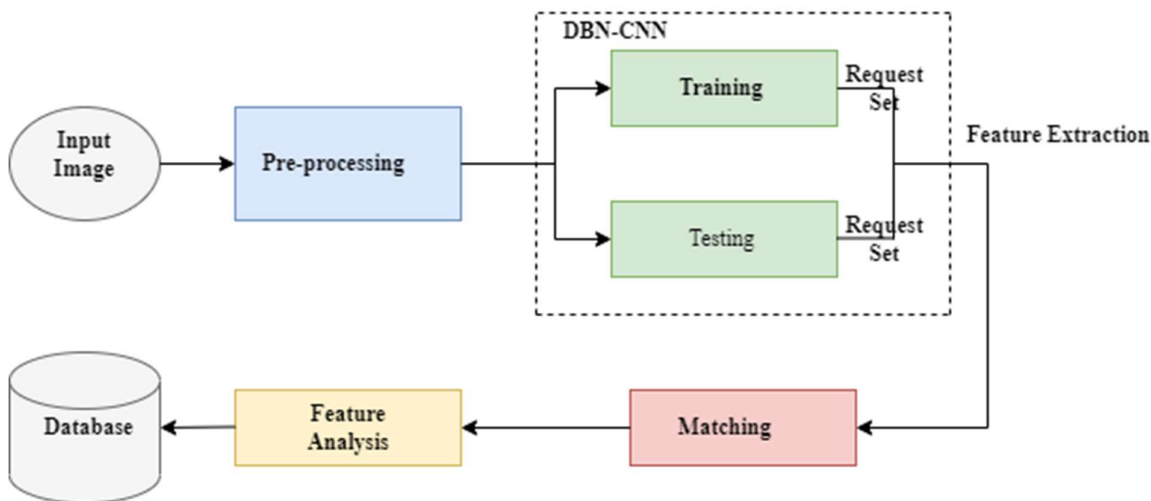 DBN-CNN
Training
Request
Set
Input
Image
Pre-processing
Feature Extraction
Testing
Request
Set
Database
Feature
Analysis
Matching